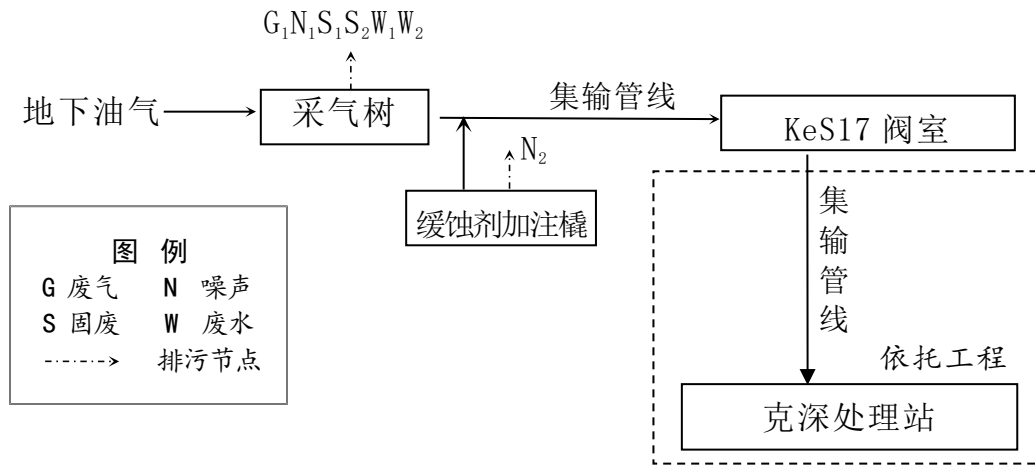 G₁N₁S₁S₂W₁W₂
地下油气
采气树
集输管线
KeS17 阀室
N₂
缓蚀剂加注橇
集输管线
依托工程
克深处理站
图 例
G 废气 N 噪声
S 固废 W 废水
排污节点